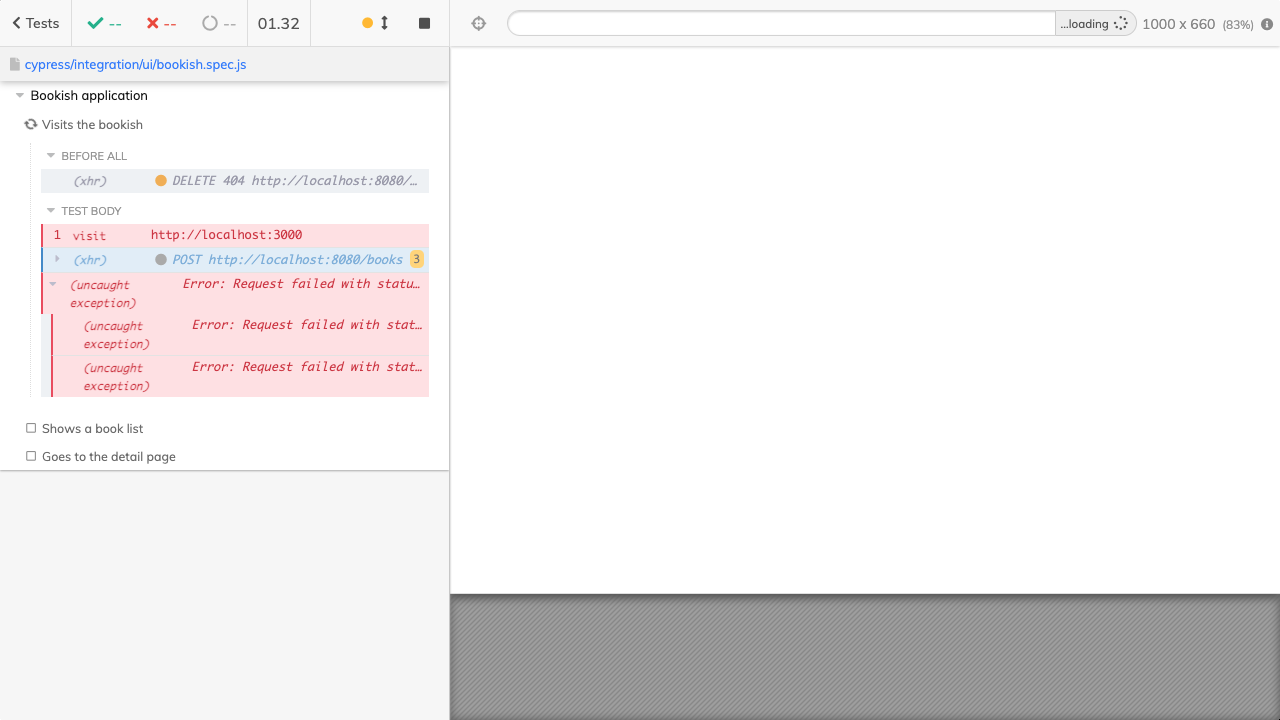 Tests
--
--
--
01.32
...loading
1000 x 660 (83%)
cypress/integration/ui/bookish.spec.js
Bookish application
Visits the bookish
BEFORE ALL
(xhr) DELETE 404 http://localhost:8080/…
TEST BODY
1 visit http://localhost:3000
(xhr) POST http://localhost:8080/books 3
(uncaught Error: Request failed with statu…
exception)
(uncaught Error: Request failed with stat…
exception)
(uncaught Error: Request failed with stat…
exception)
Shows a book list
Goes to the detail page